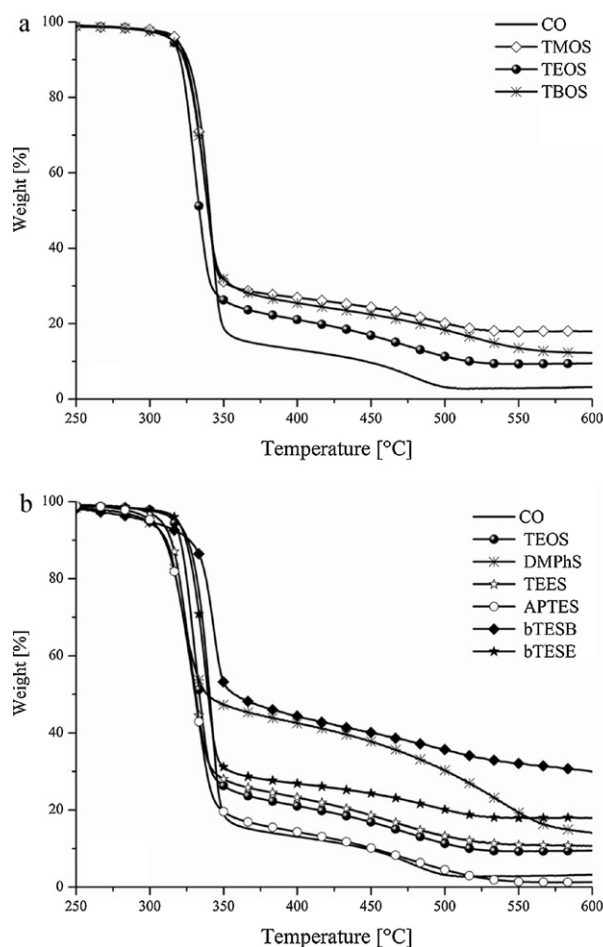 a
100
80
60
40
20
0
Weight [%]
250 300 350 400 450 500 550 600
Temperature [°C]
CO
TMOS
TEOS
TBOS
b
100
80
60
40
20
0
Weight [%]
250 300 350 400 450 500 550 600
Temperature [°C]
CO
TEOS
DMPhS
TEES
APTES
bTESB
bTESE